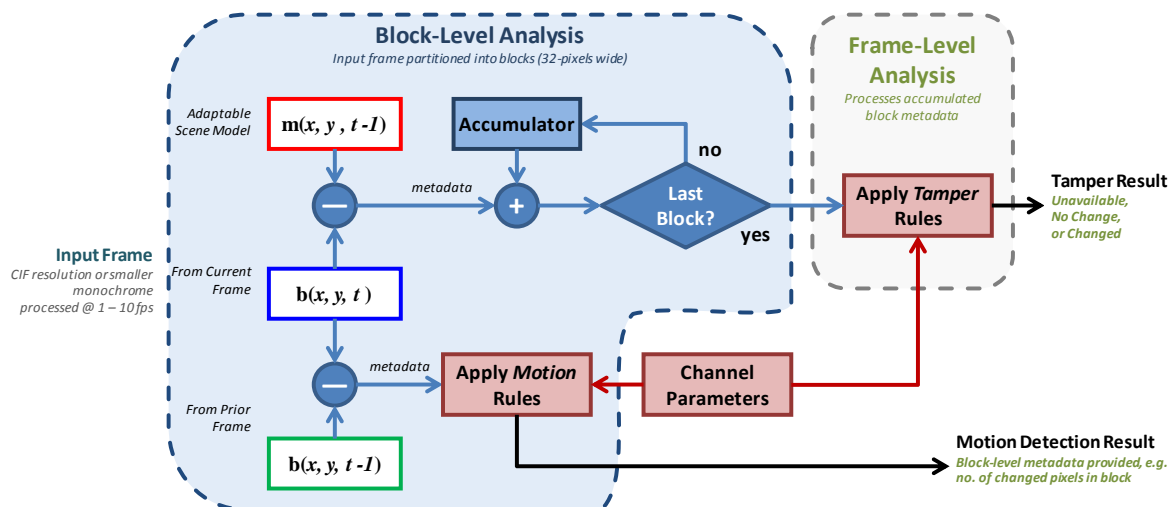 Block-Level Analysis
Input frame partitioned into blocks (32-pixels wide)
Frame-Level
Analysis
Processes accumulated
block metadata
Adaptable
Scene Model
m(x, y , t -1)
Accumulator
no
metadata
−
+
Last
Block?
yes
Apply Tamper
Rules
Tamper Result
Unavailable,
No Change,
or Changed
Input Frame
CIF resolution or smaller
monochrome
processed @ 1 – 10 fps
From Current
Frame
b(x, y, t )
metadata
−
Apply Motion
Rules
Channel
Parameters
From Prior
Frame
b(x, y, t -1)
Motion Detection Result
Block-level metadata provided, e.g.
no. of changed pixels in block